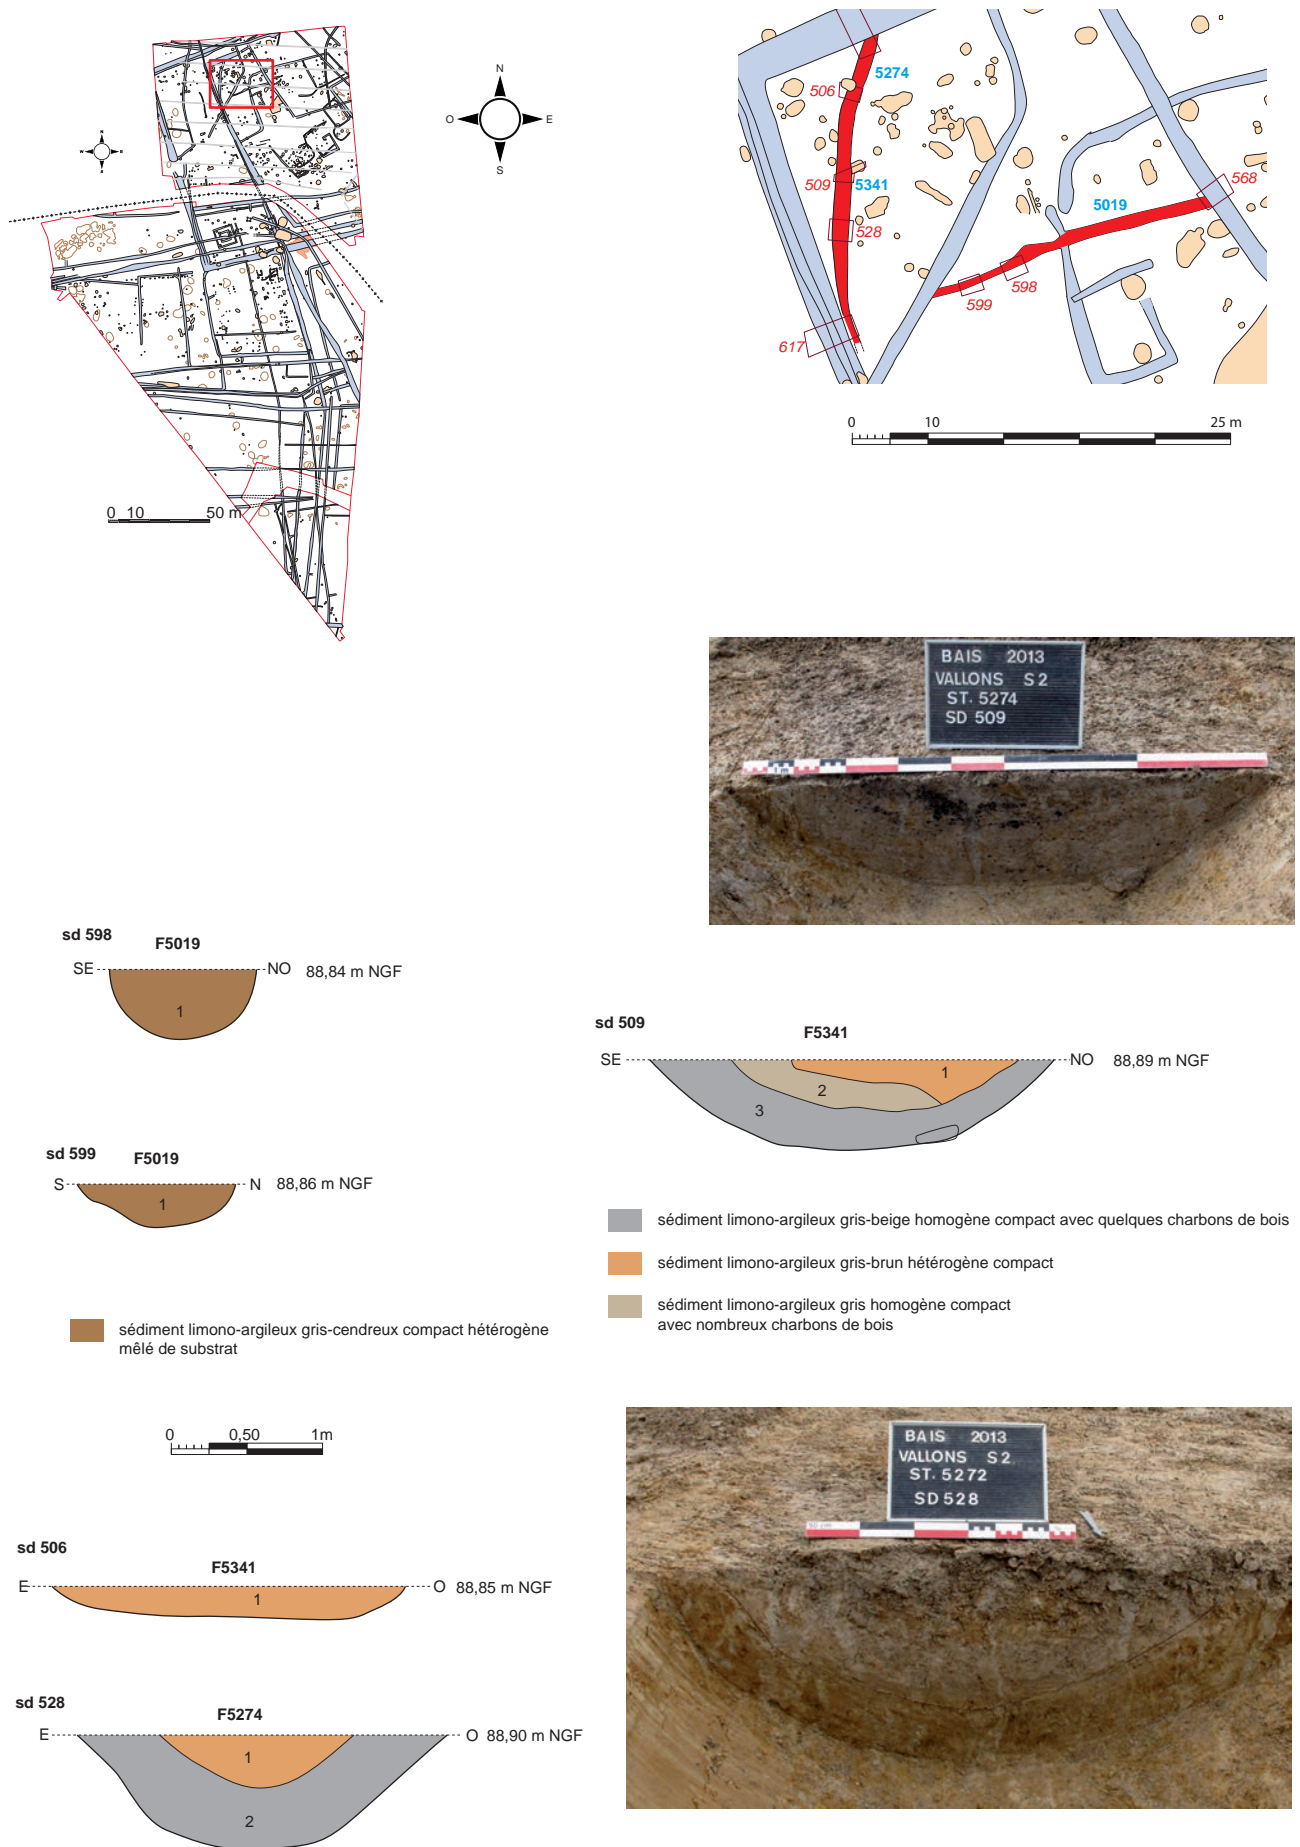 N
O
E
S
N
W
E
S
0 10 50 m
5274
506
509
5341
528
617
568
5019
598
599
0 10 25 m
BAIS 2013
VALLONS S2
ST. 5274
SD 509
1 m
sd 598
F5019
SE
NO
88,84 m NGF
1
sd 599
F5019
S
N
88,86 m NGF
1
sédiment limono-argileux gris-cendreux compact hétérogène
mêlé de substrat
0 0,50 1m
sd 509
F5341
SE
NO
88,89 m NGF
1
2
3
sédiment limono-argileux gris-beige homogène compact avec quelques charbons de bois
sédiment limono-argileux gris-brun hétérogène compact
sédiment limono-argileux gris homogène compact
avec nombreux charbons de bois
sd 506
F5341
E
O
88,85 m NGF
1
sd 528
F5274
E
O
88,90 m NGF
1
2
BAIS 2013
VALLONS S2
ST. 5272
SD 528
50 cm